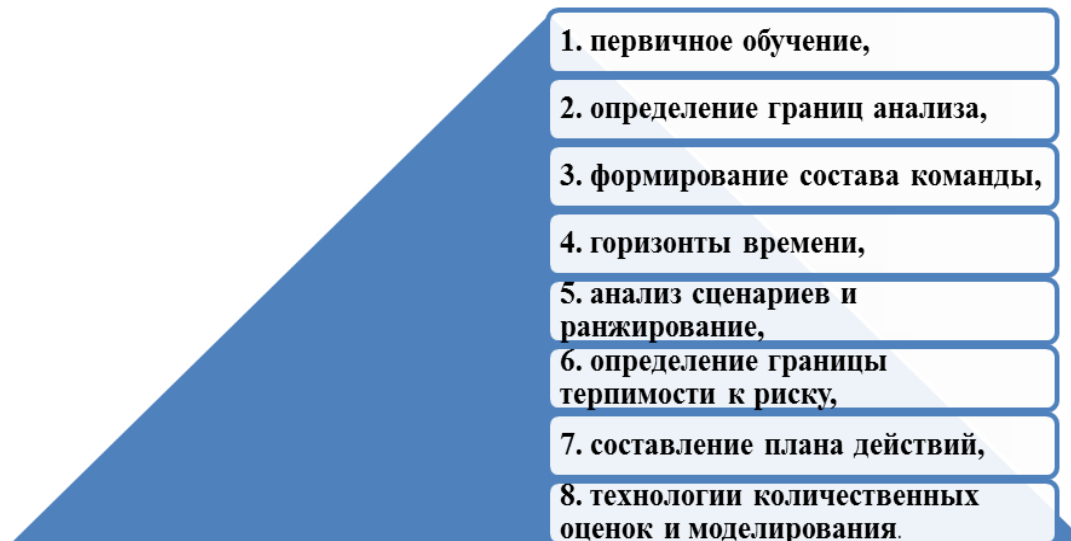 1. первичное обучение,
2. определение границ анализа,
3. формирование состава команды,
4. горизонты времени,
5. анализ сценариев и
ранжирование,
6. определение границы
терпимости к риску,
7. составление плана действий,
8. технологии количественных
оценок и моделирования.